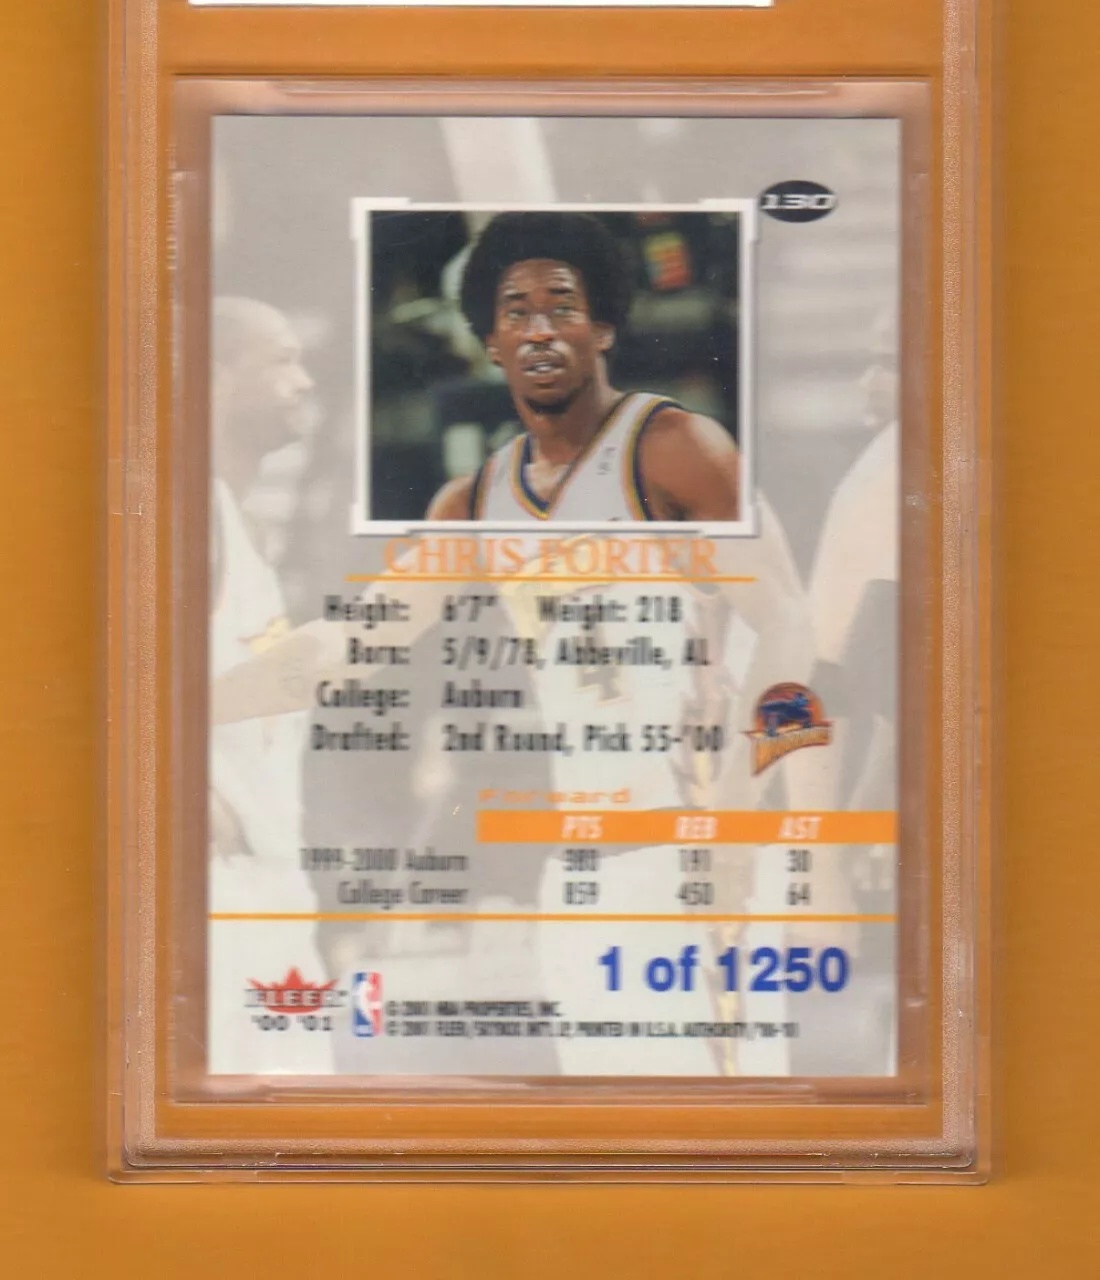 130
CHRIS PORTER
Height: 6'7" Weight: 218
Born: 5/9/78, Abbeville, AL
College: Auburn
Drafted: 2nd Round, Pick 55-'00
WARRIORS
Forward
PTS REB AST
1999-2000 Auburn 380 191 30
College Career 859 450 64
1 of 1250
FLEER
'00 '01
© 2001 NBA PROPERTIES, INC.
© 2001 FLEER/SKYBOX INT'L LP, PRINTED IN U.S.A. AUTHORITY/'00-'01